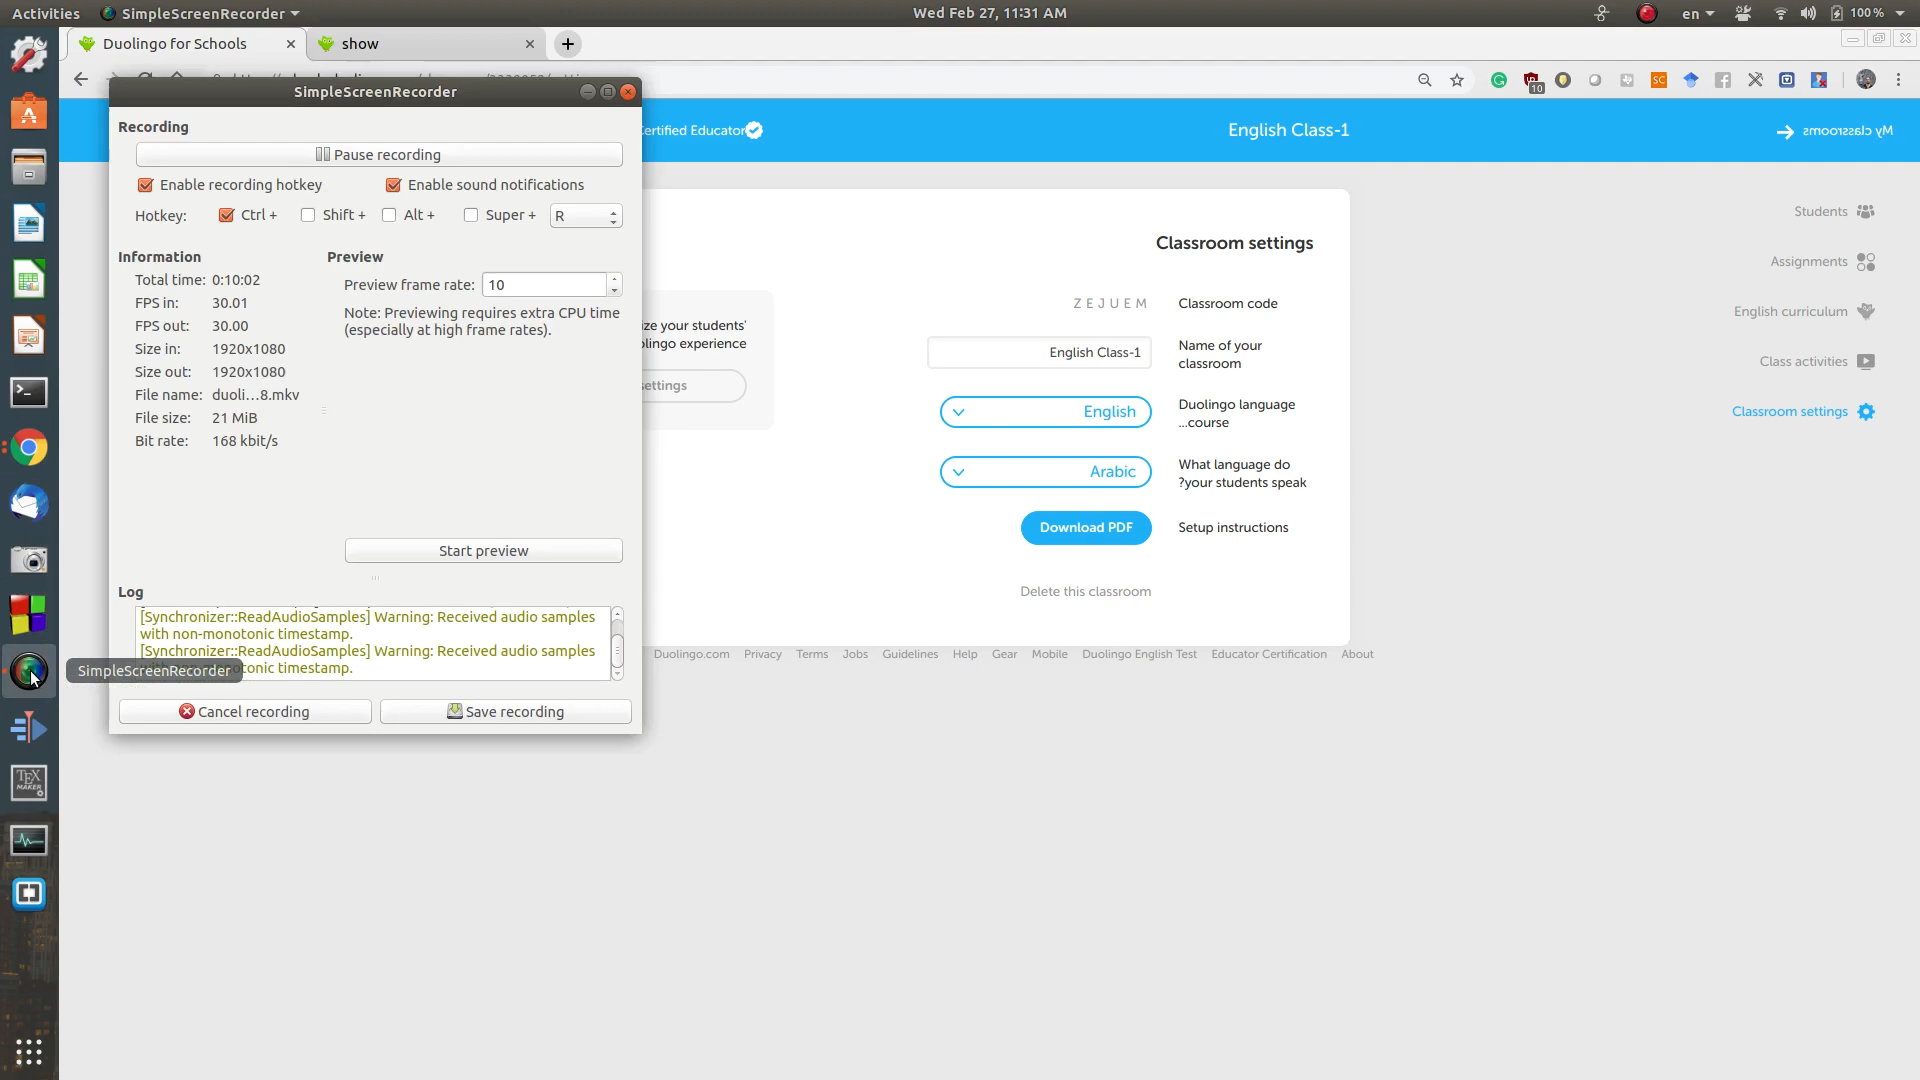 Activities
SimpleScreenRecorder
Wed Feb 27, 11:31 AM
en
100 %
Duolingo for Schools
show
SimpleScreenRecorder
10
SC
Certified Educator
English Class-1
My classrooms
Recording
Pause recording
Enable recording hotkey
Enable sound notifications
Hotkey:
Ctrl +
Shift +
Alt +
Super +
R
Information
Total time: 0:10:02
FPS in: 30.01
FPS out: 30.00
Size in: 1920x1080
Size out: 1920x1080
File name: duoli...8.mkv
File size: 21 MiB
Bit rate: 168 kbit/s
Preview
Preview frame rate: 10
Note: Previewing requires extra CPU time
(especially at high frame rates).
Start preview
Log
[Synchronizer::ReadAudioSamples] Warning: Received audio samples
with non-monotonic timestamp.
[Synchronizer::ReadAudioSamples] Warning: Received audio samples
tonic timestamp.
SimpleScreenRecorder
Cancel recording
Save recording
ize your students'
olingo experience
settings
Classroom settings
ZEJUEM
Classroom code
English Class-1
Name of your
classroom
English
Duolingo language
...course
Arabic
What language do
?your students speak
Download PDF
Setup instructions
Delete this classroom
Students
Assignments
English curriculum
Class activities
Classroom settings
Duolingo.com Privacy Terms Jobs Guidelines Help Gear Mobile Duolingo English Test Educator Certification About
TEX
MAKER